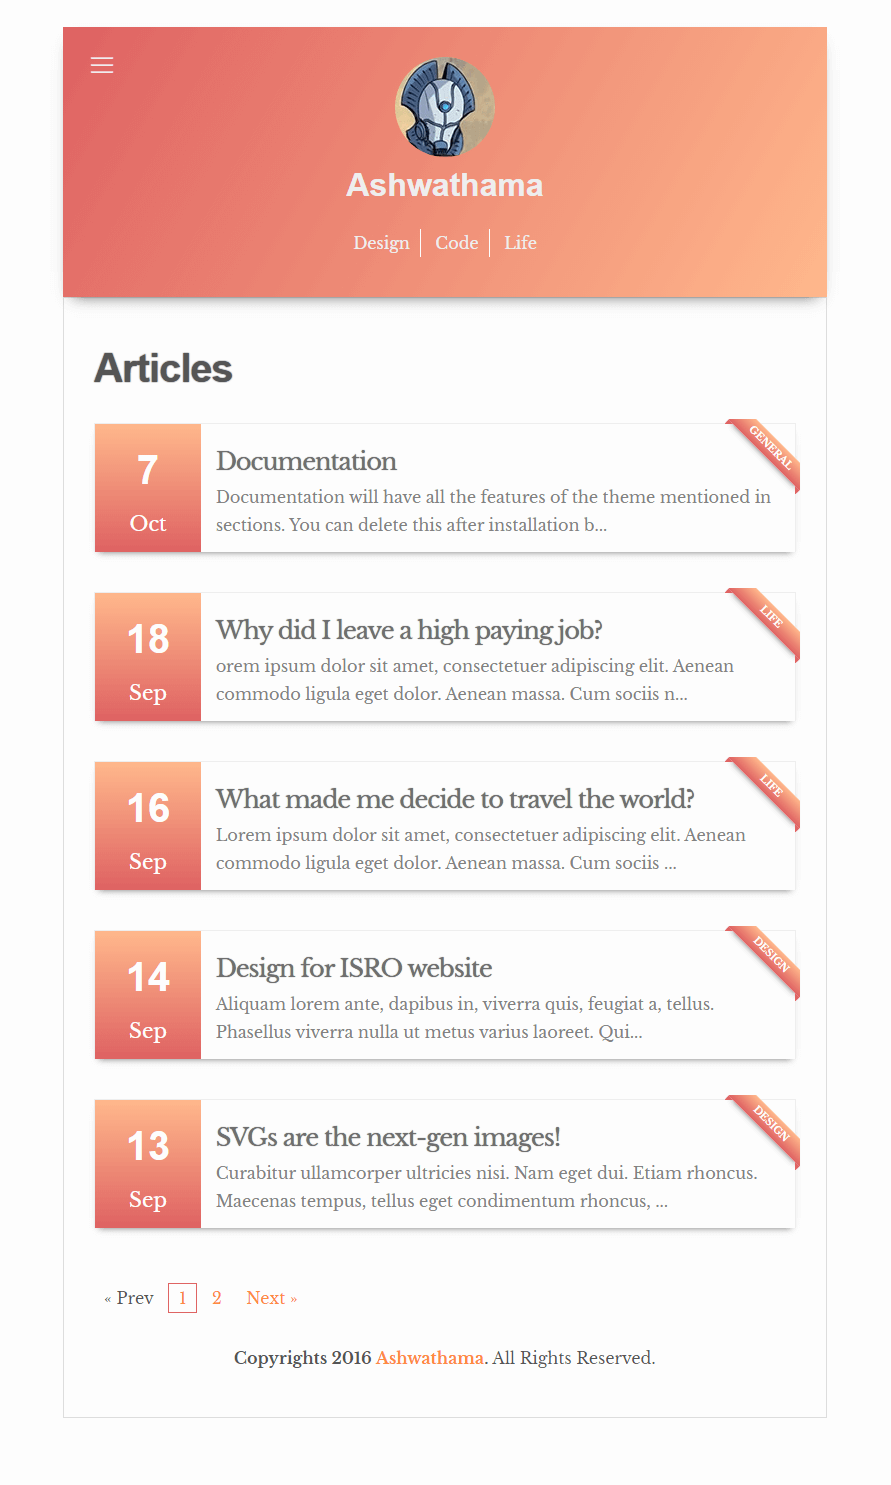 Ashwathama
Design Code Life
Articles
7
Oct
Documentation
Documentation will have all the features of the theme mentioned in
sections. You can delete this after installation b...
GENERAL
18
Sep
Why did I leave a high paying job?
orem ipsum dolor sit amet, consectetuer adipiscing elit. Aenean
commodo ligula eget dolor. Aenean massa. Cum sociis n...
LIFE
16
Sep
What made me decide to travel the world?
Lorem ipsum dolor sit amet, consectetuer adipiscing elit. Aenean
commodo ligula eget dolor. Aenean massa. Cum sociis ...
LIFE
14
Sep
Design for ISRO website
Aliquam lorem ante, dapibus in, viverra quis, feugiat a, tellus.
Phasellus viverra nulla ut metus varius laoreet. Qui...
DESIGN
13
Sep
SVGs are the next-gen images!
Curabitur ullamcorper ultricies nisi. Nam eget dui. Etiam rhoncus.
Maecenas tempus, tellus eget condimentum rhoncus, ...
DESIGN
« Prev 1 2 Next »
Copyrights 2016 Ashwathama. All Rights Reserved.